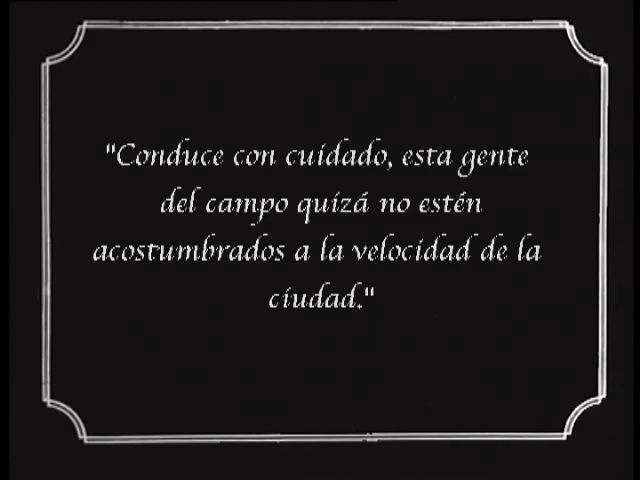 "Conduce con cuidado, esta gente
del campo quizá no estén
acostumbrados a la velocidad de la
ciudad."